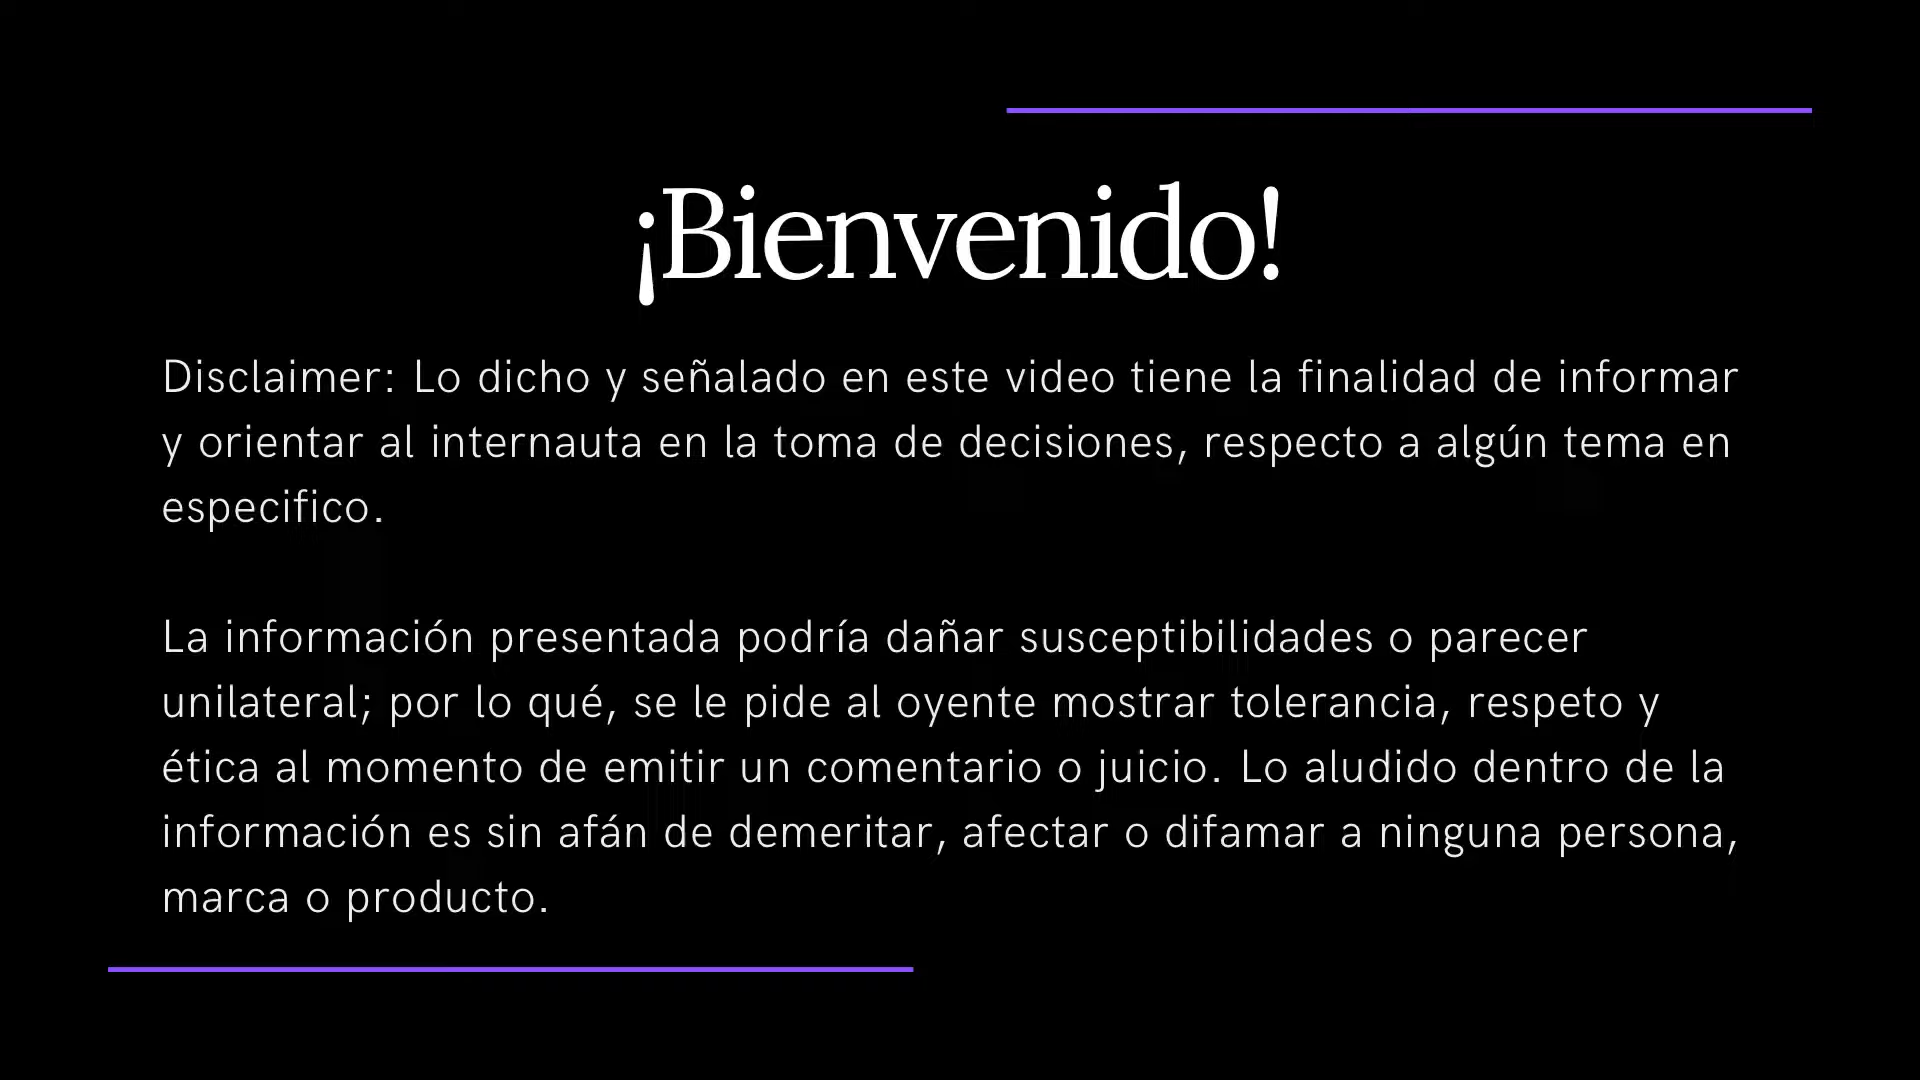 ¡Bienvenido!
Disclaimer: Lo dicho y señalado en este video tiene la finalidad de informar
y orientar al internauta en la toma de decisiones, respecto a algún tema en
especifico.
La información presentada podría dañar susceptibilidades o parecer
unilateral; por lo qué, se le pide al oyente mostrar tolerancia, respeto y
ética al momento de emitir un comentario o juicio. Lo aludido dentro de la
información es sin afán de demeritar, afectar o difamar a ninguna persona,
marca o producto.